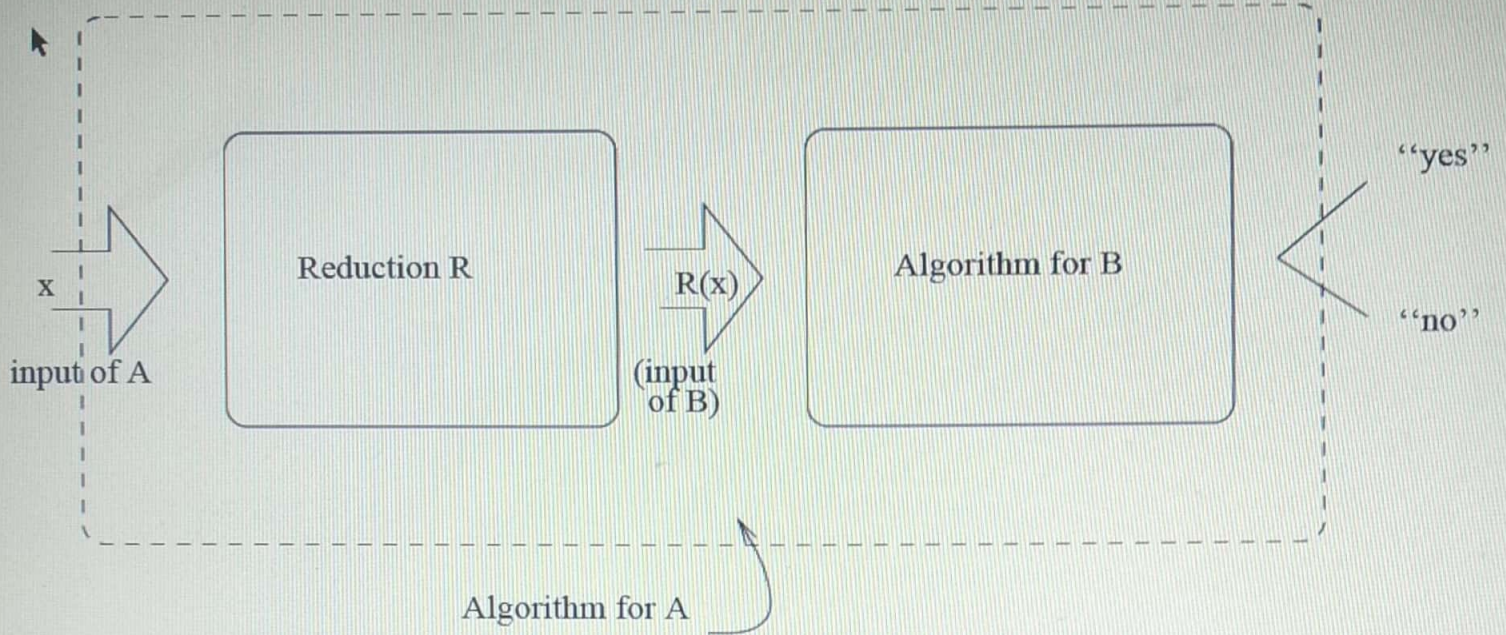 "yes"
Reduction R
Algorithm for B
x
R(x)
"no"
input of A
(input
of B)
Algorithm for A